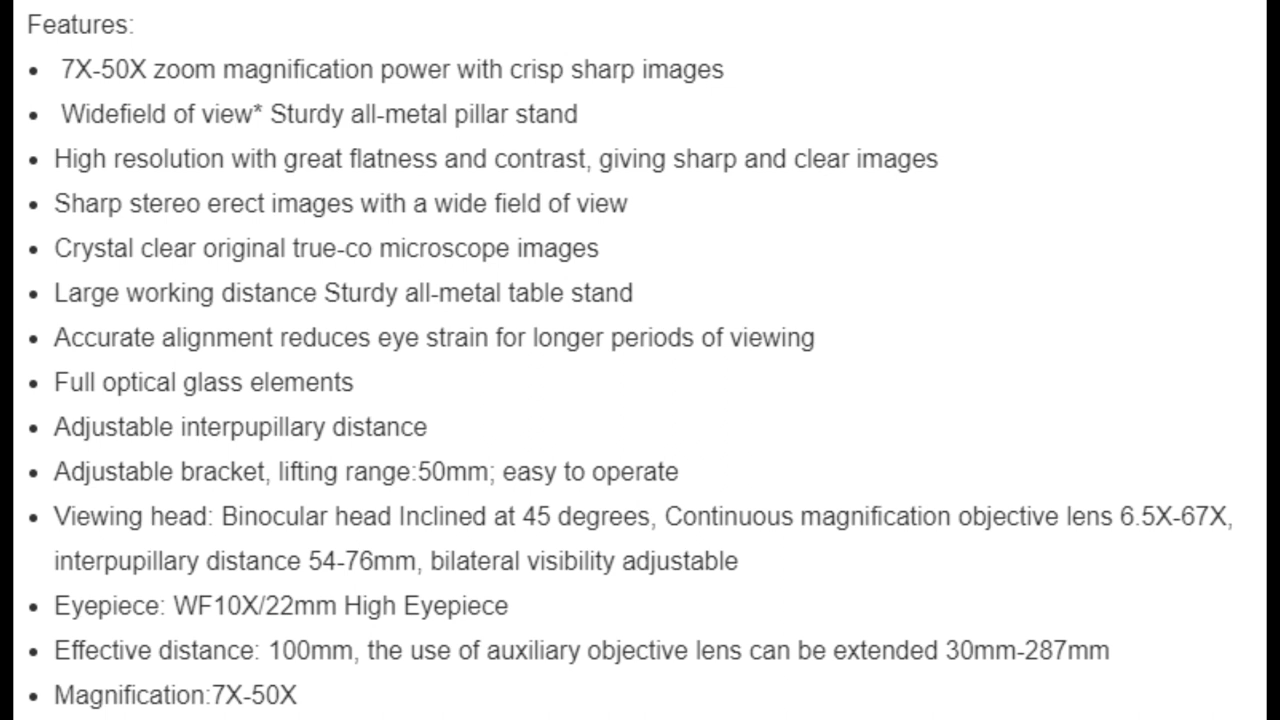 Features:
• 7X-50X zoom magnification power with crisp sharp images
• Widefield of view* Sturdy all-metal pillar stand
• High resolution with great flatness and contrast, giving sharp and clear images
• Sharp stereo erect images with a wide field of view
• Crystal clear original true-co microscope images
• Large working distance Sturdy all-metal table stand
• Accurate alignment reduces eye strain for longer periods of viewing
• Full optical glass elements
• Adjustable interpupillary distance
• Adjustable bracket, lifting range:50mm; easy to operate
• Viewing head: Binocular head Inclined at 45 degrees, Continuous magnification objective lens 6.5X-67X,
interpupillary distance 54-76mm, bilateral visibility adjustable
• Eyepiece: WF10X/22mm High Eyepiece
• Effective distance: 100mm, the use of auxiliary objective lens can be extended 30mm-287mm
• Magnification:7X-50X